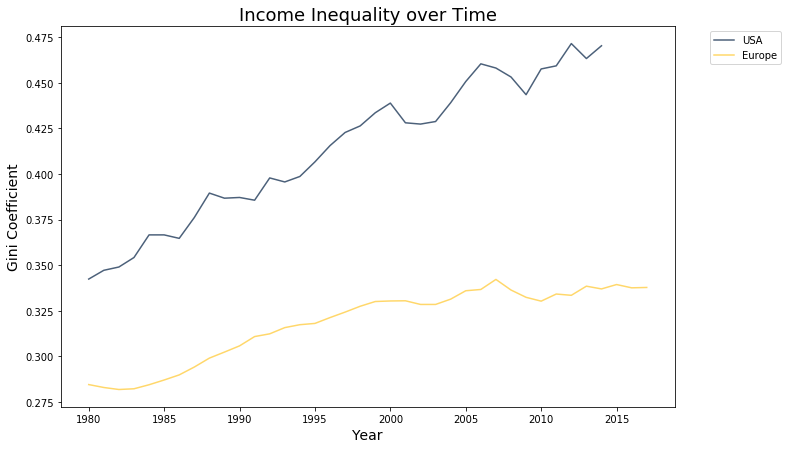 Income Inequality over Time
USA
Europe
Gini Coefficient
0.475
0.450
0.425
0.400
0.375
0.350
0.325
0.300
0.275
1980 1985 1990 1995 2000 2005 2010 2015
Year